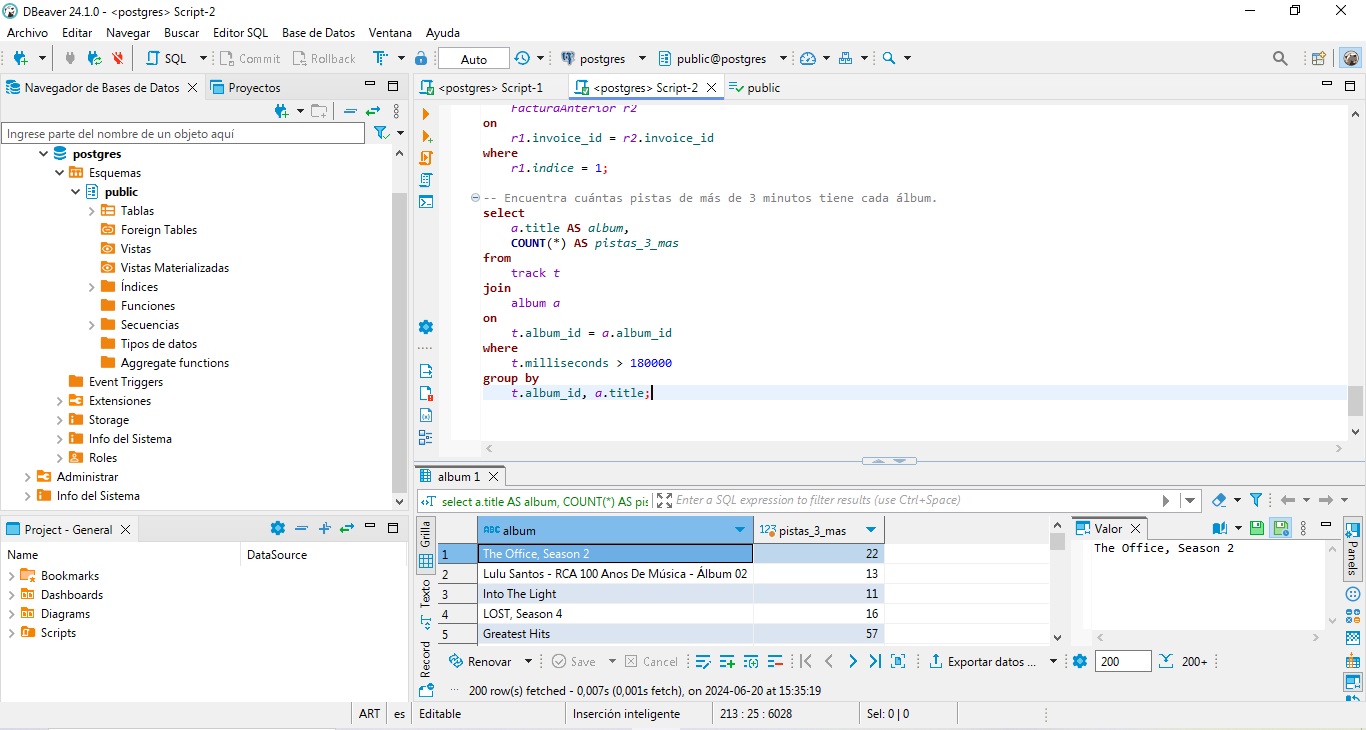 DBeaver 24.1.0 - <postgres> Script-2
Archivo Editar Navegar Buscar Editor SQL Base de Datos Ventana Ayuda
SQL Commit Rollback Auto postgres public@postgres
Navegador de Bases de Datos Proyectos
Ingrese parte del nombre de un objeto aquí
postgres
Esquemas
public
Tablas
Foreign Tables
Vistas
Vistas Materializadas
Índices
Funciones
Secuencias
Tipos de datos
Aggregate functions
Event Triggers
Extensiones
Storage
Info del Sistema
Roles
Administrar
Info del Sistema
Project - General
Name DataSource
Bookmarks
Dashboards
Diagrams
Scripts
<postgres> Script-1 <postgres> Script-2 public
FacturaAnterior r2
on
r1.invoice_id = r2.invoice_id
where
r1.indice = 1;
-- Encuentra cuántas pistas de más de 3 minutos tiene cada álbum.
select
a.title AS album,
COUNT(*) AS pistas_3_mas
from
track t
join
album a
on
t.album_id = a.album_id
where
t.milliseconds > 180000
group by
t.album_id, a.title;
album 1
select a.title AS album, COUNT(*) AS pis Enter a SQL expression to filter results (use Ctrl+Space)
Grilla
Texto
Record
ABC album 123 pistas_3_mas
1 The Office, Season 2 22
2 Lulu Santos - RCA 100 Anos De Música - Álbum 02 13
3 Into The Light 11
4 LOST, Season 4 16
5 Greatest Hits 57
Valor
The Office, Season 2
Panels
Renovar Save Cancel Exportar datos ... 200 200+
200 row(s) fetched - 0,007s (0,001s fetch), on 2024-06-20 at 15:35:19
ART es Editable Inserción inteligente 213 : 25 : 6028 Sel: 0 | 0